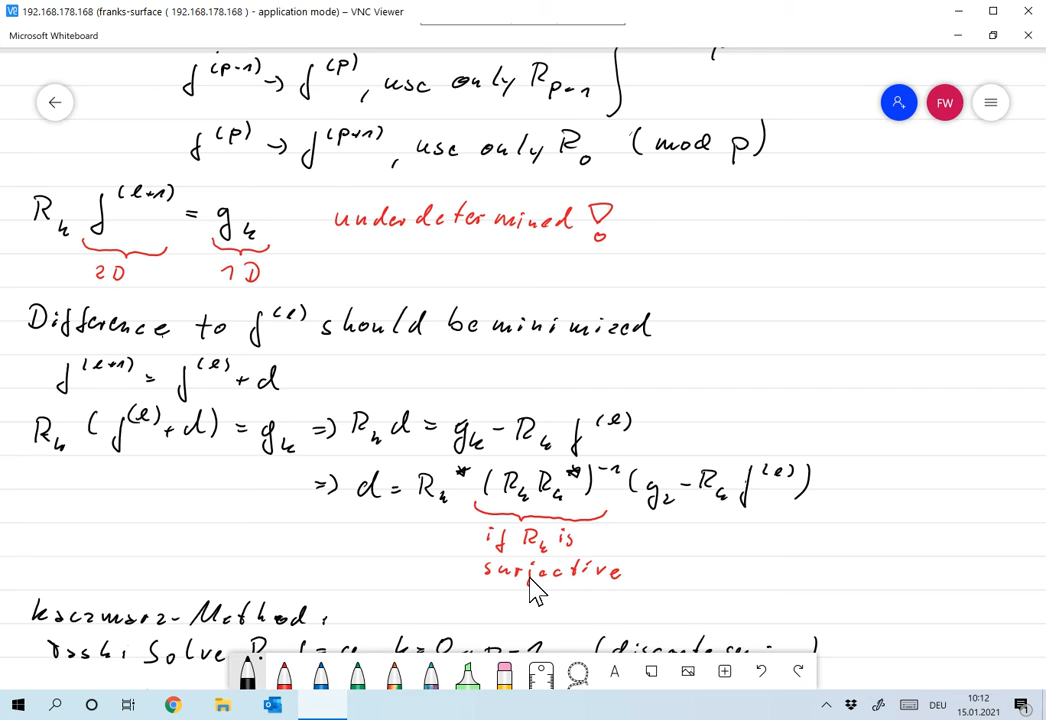 192.168.178.168 (franks-surface ( 192.168.178.168 ) - application mode) – VNC Viewer
Microsoft Whiteboard
FW
f^(p-1) → f^(p), use only R_{p-1}
f^(p) → f^(p+1), use only R_0 (mod p)
R_k f^(l+1) = g_k underdetermined!
2D 1D
Difference to f^(l) should be minimized
f^(l+1) = f^(l) + d
R_k (f^(l) + d) = g_k => R_k d = g_k - R_k f^(l)
=> d = R_k^* (R_k R_k^*)^-1 (g_k - R_k f^(l))
if R_k is
surjective
Kaczmarz-Method:
Task: Solve
DEU
10:12
15.01.2021